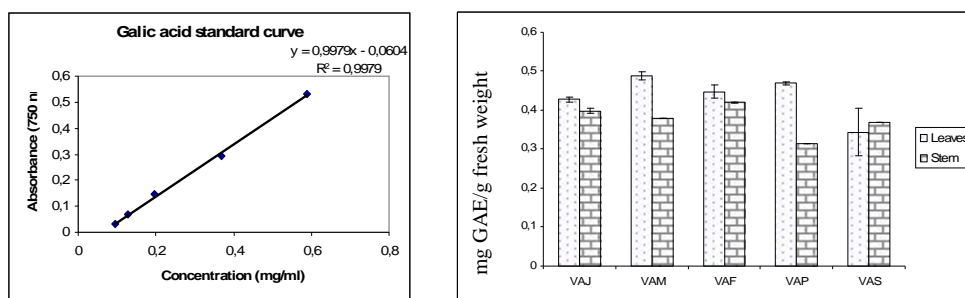 Galic acid standard curve
y = 0,9979x - 0,0604
R² = 0,9979
0,6
0,5
0,4
0,3
0,2
0,1
0
0 0,2 0,4 0,6 0,8
Absorbance (750 n
Concentration (mg/ml)
0,6
0,5
0,4
0,3
0,2
0,1
0
mg GAE/g fresh weight
VAJ VAM VAF VAP VAS
Leaves
Stem